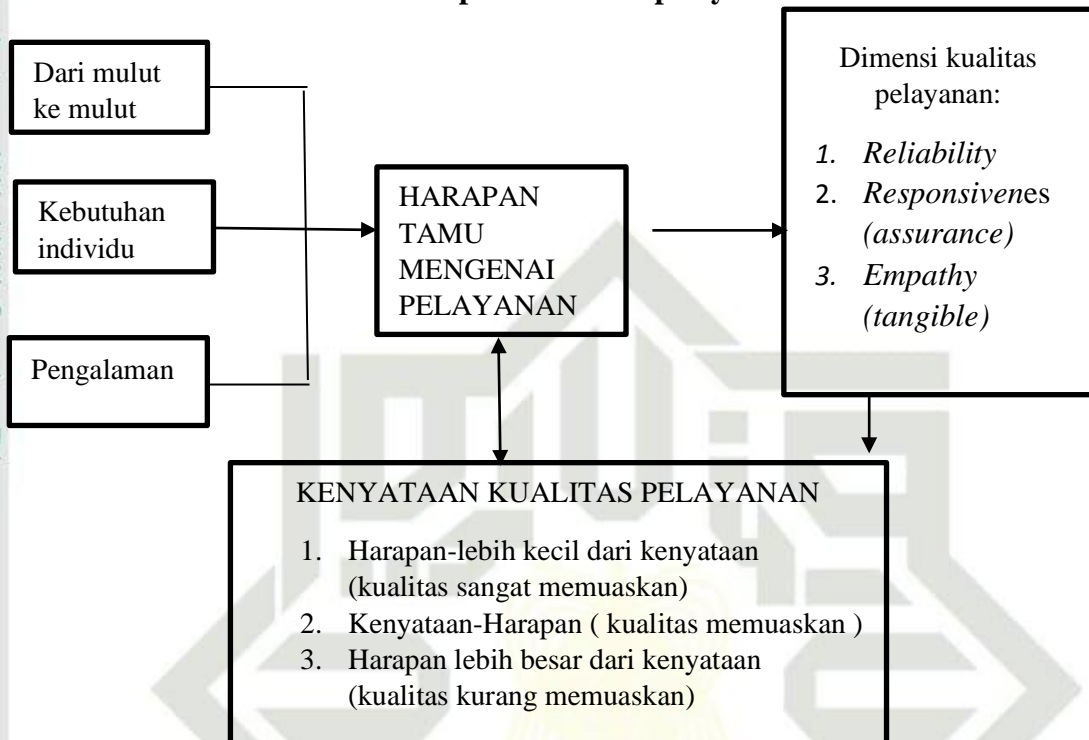 Dari mulut
ke mulut
Kebutuhan
individu
Pengalaman
HARAPAN
TAMU
MENGENAI
PELAYANAN
Dimensi kualitas
pelayanan:
1. Reliability
2. Responsivenes
(assurance)
3. Empathy
(tangible)
KENYATAAN KUALITAS PELAYANAN
1. Harapan-lebih kecil dari kenyataan
(kualitas sangat memuaskan)
2. Kenyataan-Harapan ( kualitas memuaskan )
3. Harapan lebih besar dari kenyataan
(kualitas kurang memuaskan)